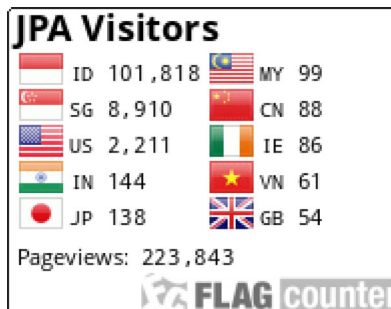 JPA Visitors
ID 101,818 MY 99
SG 8,910 CN 88
US 2,211 IE 86
IN 144 VN 61
JP 138 GB 54
Pageviews: 223,843
FLAG counter